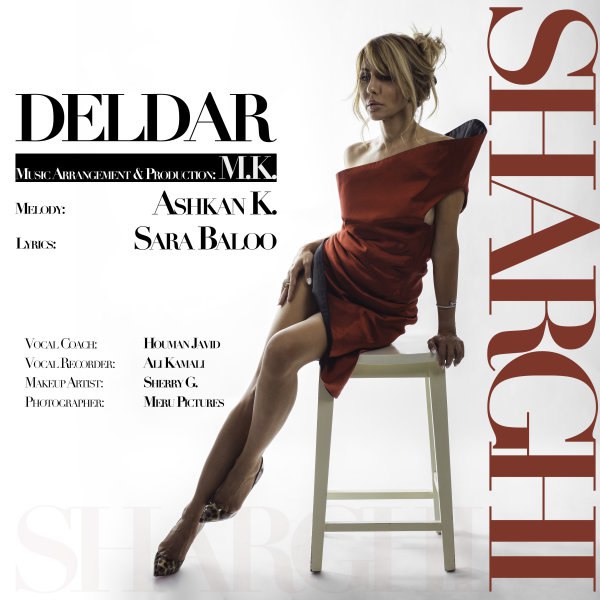 DELDAR
MUSIC ARRANGEMENT & PRODUCTION: M.K.
MELODY: ASHKAN K.
LYRICS: SARA BALOO
VOCAL COACH: HOUMAN JAVID
VOCAL RECORDER: ALI KAMALI
MAKEUP ARTIST: SHERRY G.
PHOTOGRAPHER: MERU PICTURES
SHARGHI
SHARGHI